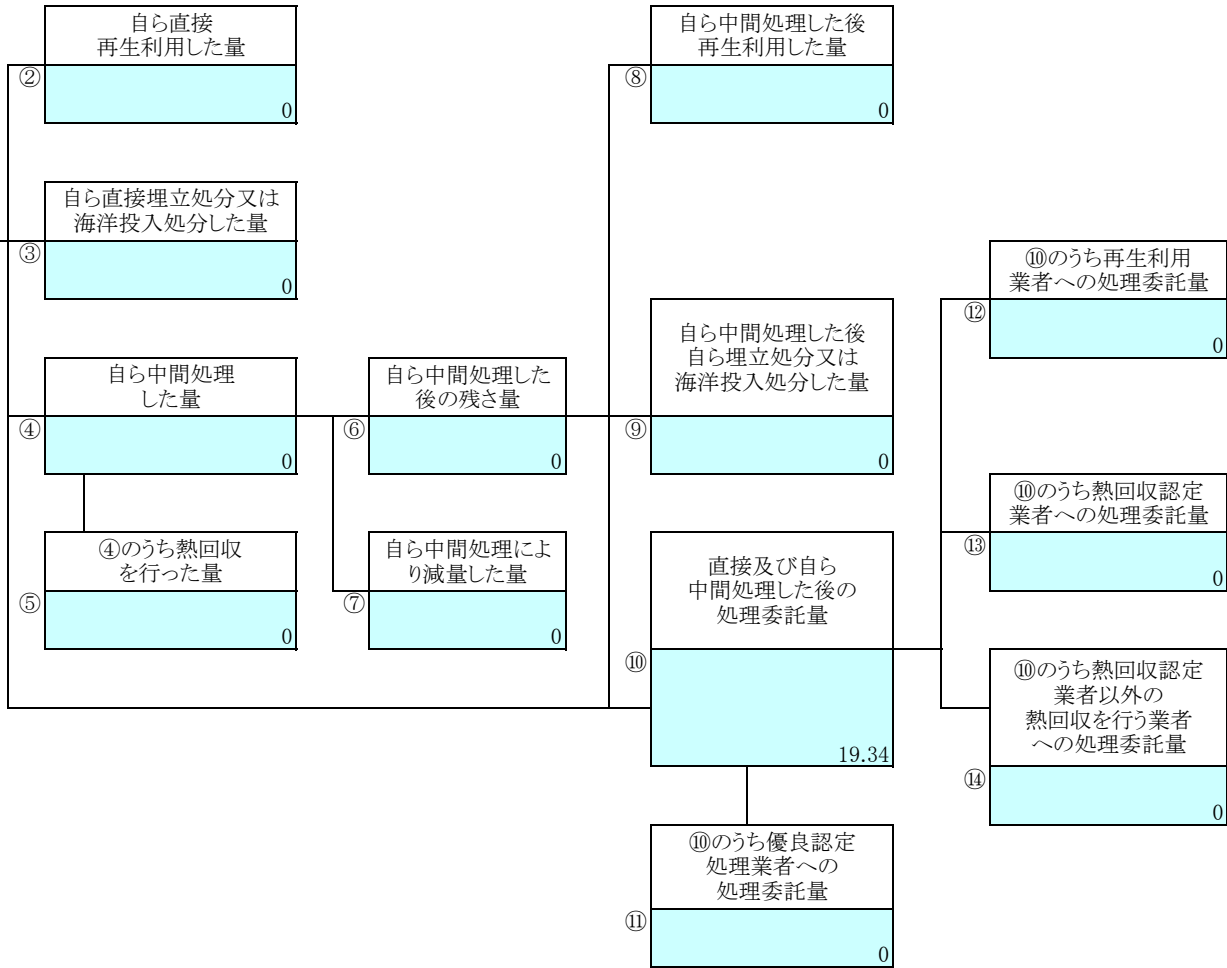 自ら直接
再生利用した量
②
0
自ら中間処理した後
再生利用した量
⑧
0
自ら直接埋立処分又は
海洋投入処分した量
③
0
⑩のうち再生利用
業者への処理委託量
⑫
0
自ら中間処理
した量
④
0
自ら中間処理した
後の残さ量
⑥
0
自ら中間処理した後
自ら埋立処分又は
海洋投入処分した量
⑨
0
⑩のうち熱回収認定
業者への処理委託量
⑬
0
④のうち熱回収
を行った量
⑤
0
自ら中間処理によ
り減量した量
⑦
0
直接及び自ら
中間処理した後の
処理委託量
⑩
19.34
⑩のうち熱回収認定
業者以外の
熱回収を行う業者
への処理委託量
⑭
0
⑩のうち優良認定
処理業者への
処理委託量
⑪
0